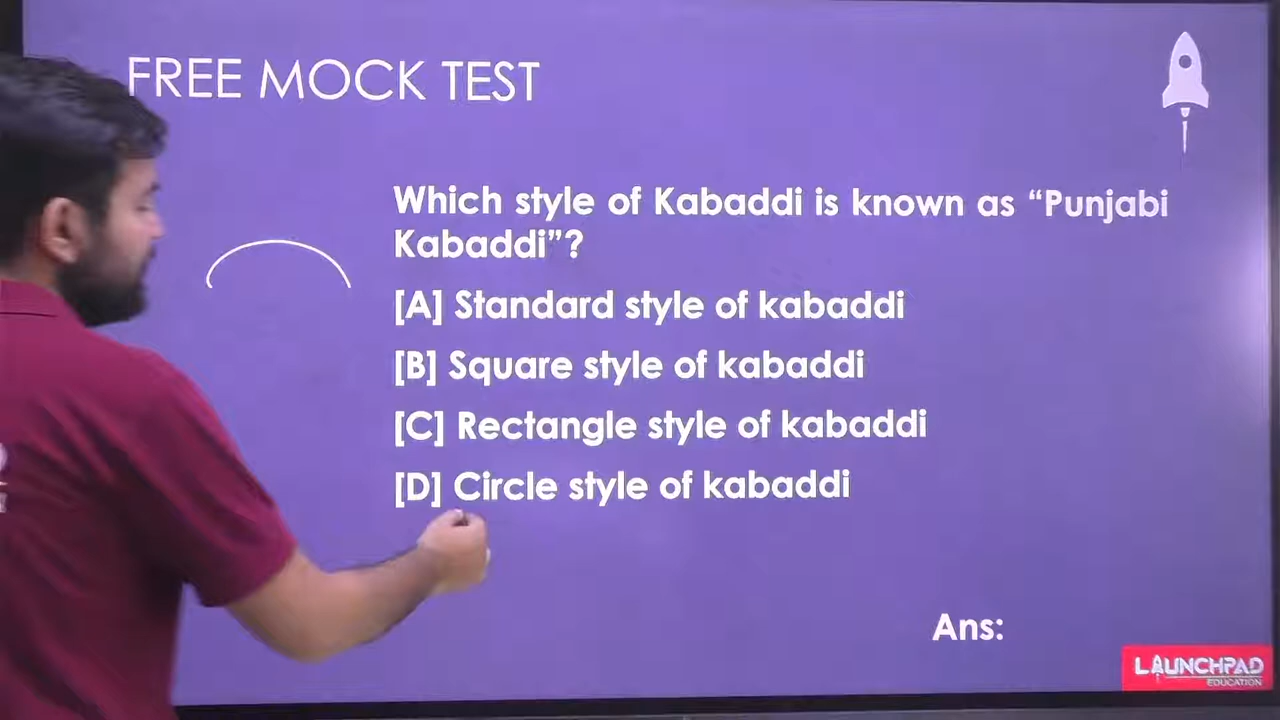 FREE MOCK TEST
Which style of Kabaddi is known as “Punjabi
Kabaddi”?
[A] Standard style of kabaddi
[B] Square style of kabaddi
[C] Rectangle style of kabaddi
[D] Circle style of kabaddi
Ans:
LAUNCHPAD
EDUCATION